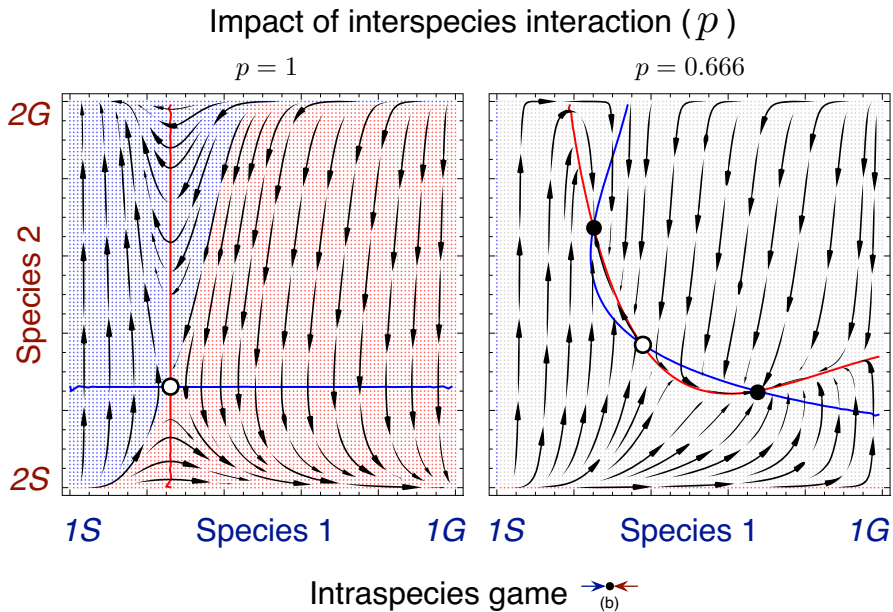 Impact of interspecies interaction (p)
p = 1
p = 0.666
2G
Species 2
2S
1S Species 1 1G
1S Species 1 1G
Intraspecies game
(b)